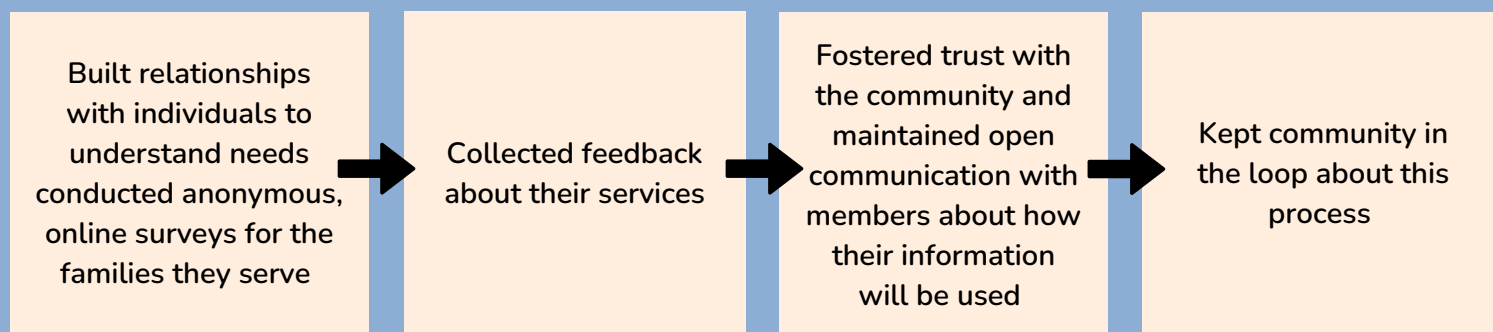 Built relationships
with individuals to
understand needs
conducted anonymous,
online surveys for the
families they serve
Collected feedback
about their services
Fostered trust with
the community and
maintained open
communication with
members about how
their information
will be used
Kept community in
the loop about this
process